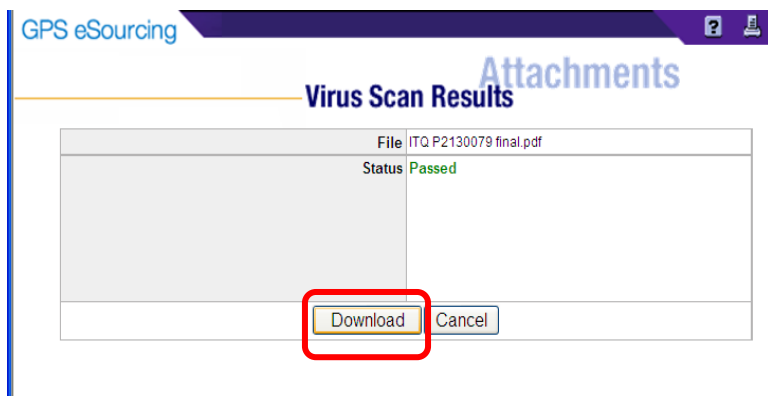 GPS eSourcing
Attachments
Virus Scan Results
File ITQ P2130079 final.pdf
Status Passed
Download Cancel